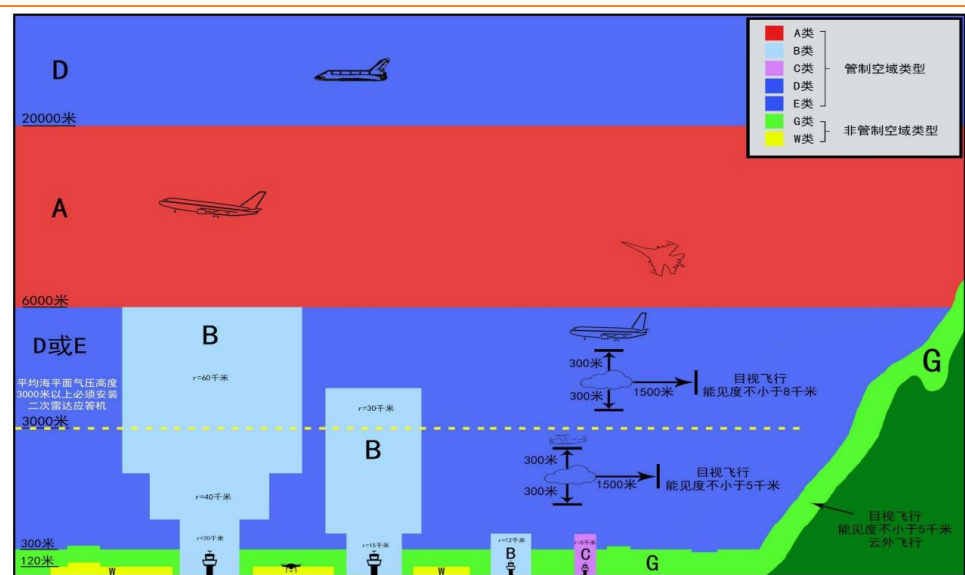 A类
B类
C类
D类
E类
G类
W类
管制空域类型
非管制空域类型
D
20000米
A
6000米
D或E
平均海平面气压高度
3000米以上必须安装
二次雷达应答机
3000米
B
r=60千米
r=40千米
r=20千米
r=30千米
B
r=15千米
300米
300米
1500米
目视飞行
能见度不小于8千米
300米
300米
1500米
目视飞行
能见度不小于5千米
G
目视飞行
能见度不小于5千米
云外飞行
r=12千米
B
C
300米
120米
W
W
G